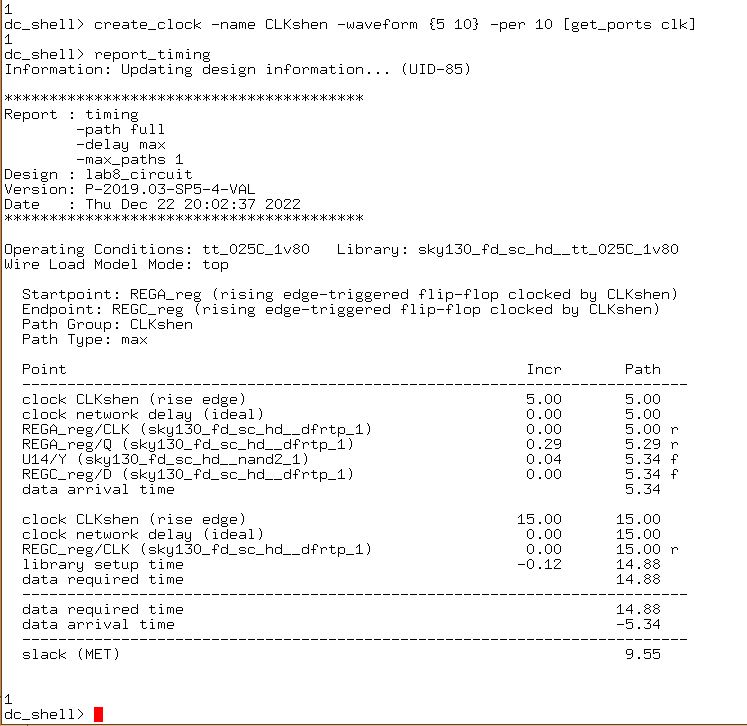 1
dc_shell> create_clock -name CLKshen -waveform {5 10} -per 10 [get_ports clk]
1
dc_shell> report_timing
Information: Updating design information... (UID-85)
****************************************
Report : timing
        -path full
        -delay max
        -max_paths 1
Design : lab8_circuit
Version: P-2019.03-SP5-4-VAL
Date   : Thu Dec 22 20:02:37 2022
****************************************
Operating Conditions: tt_025C_1v80   Library: sky130_fd_sc_hd__tt_025C_1v80
Wire Load Model Mode: top
  Startpoint: REGA_reg (rising edge-triggered flip-flop clocked by CLKshen)
  Endpoint: REGC_reg (rising edge-triggered flip-flop clocked by CLKshen)
  Path Group: CLKshen
  Path Type: max
  Point                                                   Incr       Path
  --------------------------------------------------------------------------
  clock CLKshen (rise edge)                               5.00       5.00
  clock network delay (ideal)                             0.00       5.00
  REGA_reg/CLK (sky130_fd_sc_hd__dfrtp_1)                 0.00       5.00 r
  REGA_reg/Q (sky130_fd_sc_hd__dfrtp_1)                   0.29       5.29 r
  U14/Y (sky130_fd_sc_hd__nand2_1)                        0.04       5.34 f
  REGC_reg/D (sky130_fd_sc_hd__dfrtp_1)                   0.00       5.34 f
  data arrival time                                                  5.34
  clock CLKshen (rise edge)                              15.00      15.00
  clock network delay (ideal)                             0.00      15.00
  REGC_reg/CLK (sky130_fd_sc_hd__dfrtp_1)                 0.00      15.00 r
  library setup time                                     -0.12      14.88
  data required time                                                14.88
  --------------------------------------------------------------------------
  data required time                                                14.88
  data arrival time                                                 -5.34
  --------------------------------------------------------------------------
  slack (MET)                                                        9.55
1
dc_shell>